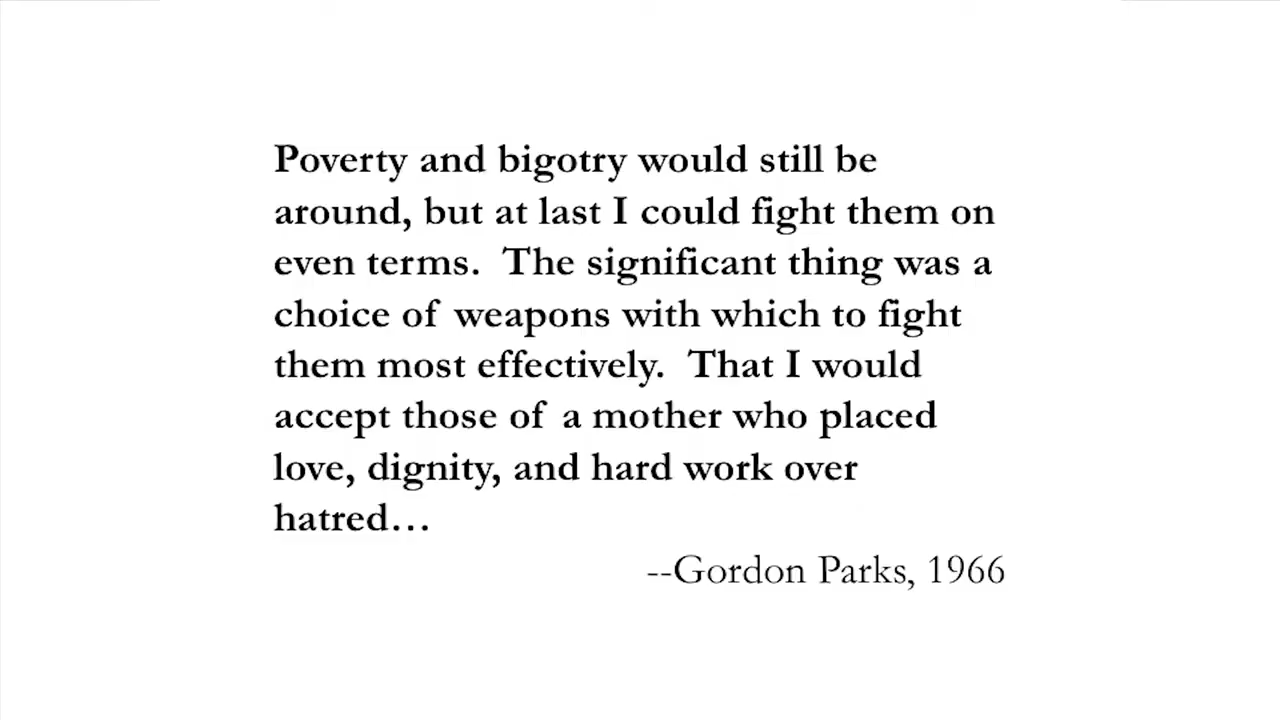 Poverty and bigotry would still be
around, but at last I could fight them on
even terms.  The significant thing was a
choice of weapons with which to fight
them most effectively.  That I would
accept those of a mother who placed
love, dignity, and hard work over
hatred…
--Gordon Parks, 1966